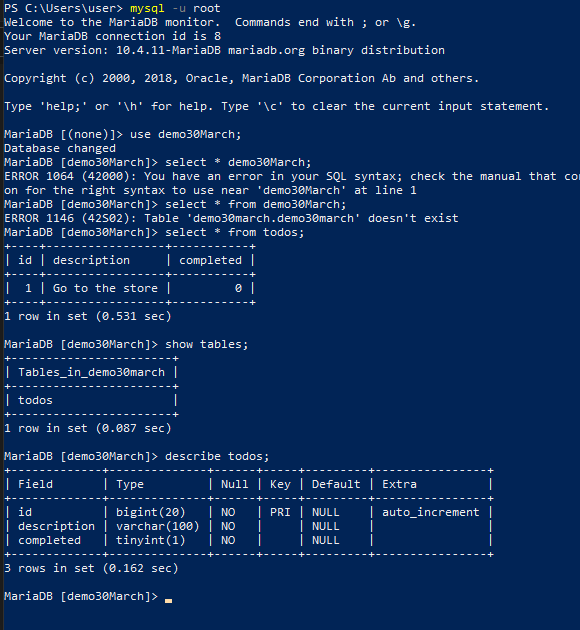 PS C:\Users\user> mysql -u root
Welcome to the MariaDB monitor.  Commands end with ; or \g.
Your MariaDB connection id is 8
Server version: 10.4.11-MariaDB mariadb.org binary distribution
Copyright (c) 2000, 2018, Oracle, MariaDB Corporation Ab and others.
Type 'help;' or '\h' for help. Type '\c' to clear the current input statement.
MariaDB [(none)]> use demo30March;
Database changed
MariaDB [demo30March]> select * demo30March;
ERROR 1064 (42000): You have an error in your SQL syntax; check the manual that co
on for the right syntax to use near 'demo30March' at line 1
MariaDB [demo30March]> select * from demo30March;
ERROR 1146 (42S02): Table 'demo30march.demo30march' doesn't exist
MariaDB [demo30March]> select * from todos;
+----+-----------------+-----------+
| id | description     | completed |
+----+-----------------+-----------+
|  1 | Go to the store |         0 |
+----+-----------------+-----------+
1 row in set (0.531 sec)
MariaDB [demo30March]> show tables;
+-----------------------+
| Tables_in_demo30march |
+-----------------------+
| todos                 |
+-----------------------+
1 row in set (0.087 sec)
MariaDB [demo30March]> describe todos;
+-------------+--------------+------+-----+---------+----------------+
| Field       | Type         | Null | Key | Default | Extra          |
+-------------+--------------+------+-----+---------+----------------+
| id          | bigint(20)   | NO   | PRI | NULL    | auto_increment |
| description | varchar(100) | NO   |     | NULL    |                |
| completed   | tinyint(1)   | NO   |     | NULL    |                |
+-------------+--------------+------+-----+---------+----------------+
3 rows in set (0.162 sec)
MariaDB [demo30March]> _